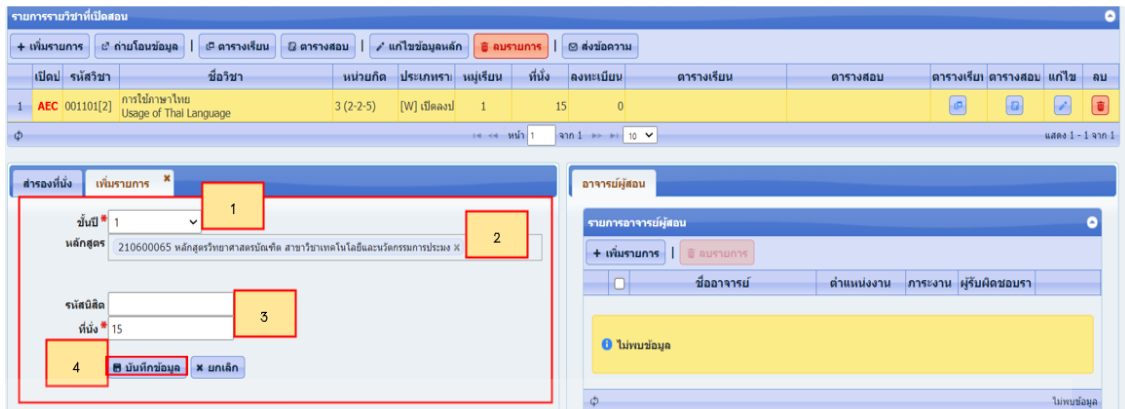 รายการรายวิชาที่เปิดสอน
+ เพิ่มรายการ ถ่ายโอนข้อมูล | ตารางเรียน ตารางสอบ | แก้ไขข้อมูลหลัก ลบรายการ | ส่งข้อความ
เปิดป รหัสวิชา ชื่อวิชา หน่วยกิต ประเภทรา หมู่เรียน ที่นั่ง ลงทะเบียน ตารางเรียน ตารางสอบ ตารางเรีย ตารางสอบ แก้ไข ลบ
1 AEC 001101[2] การใช้ภาษาไทย 3 (2-2-5) [W] เปิดลงป 1 15 0
Usage of Thai Language
หน้า 1 จาก 1 10 แสดง 1 - 1 จาก 1
สำรองที่นั่ง เพิ่มรายการ ×
1
ชั้นปี * 1
2
หลักสูตร 210600065 หลักสูตรวิทยาศาสตรบัณฑิต สาขาวิชาเทคโนโลยีและนวัตกรรมการประมง ×
รหัสนิสิต
3
ที่นั่ง * 15
4
บันทึกข้อมูล × ยกเลิก
อาจารย์ผู้สอน
รายการอาจารย์ผู้สอน
+ เพิ่มรายการ | ลบรายการ
ชื่ออาจารย์ ตำแหน่งงาน ภาระงาน ผู้รับผิดชอบรา
ไม่พบข้อมูล
ไม่พบข้อมูล